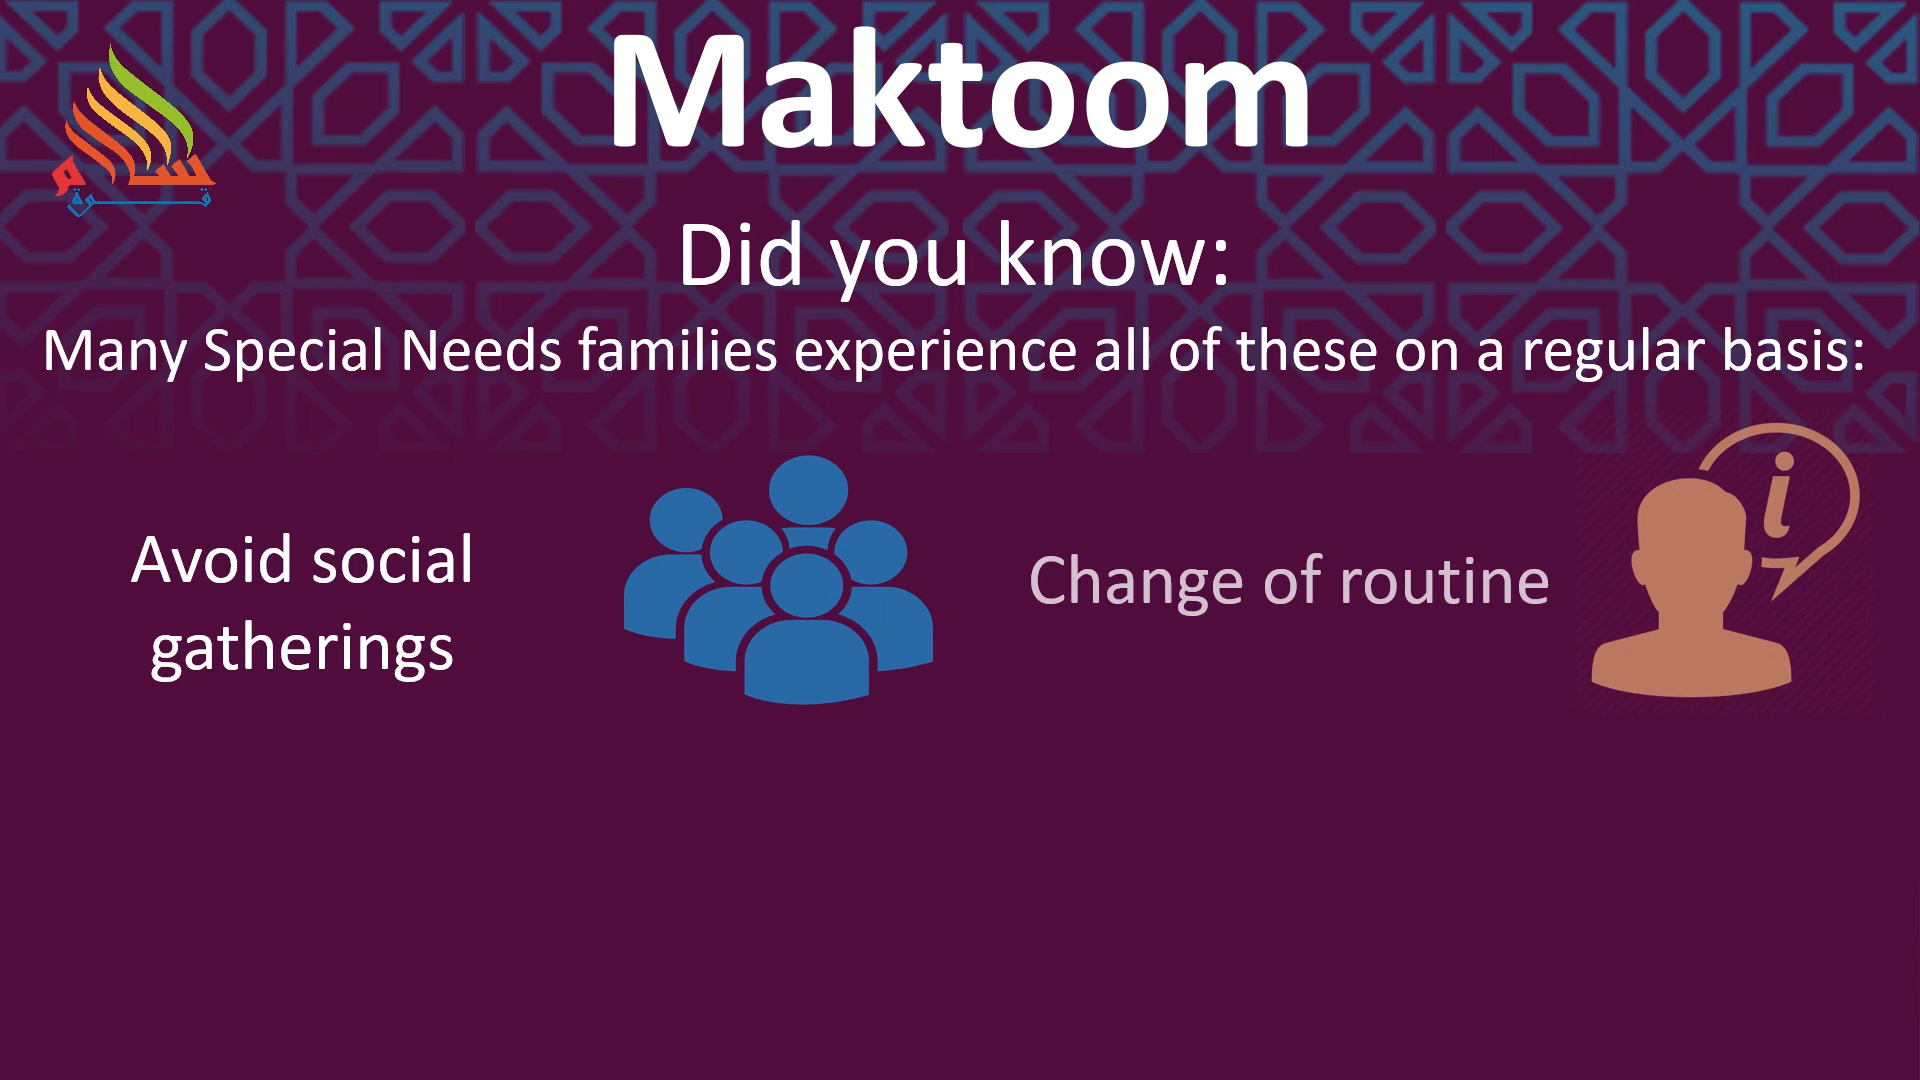 Maktoom
Did you know:
Many Special Needs families experience all of these on a regular basis:
Avoid social
gatherings
Change of routine
i